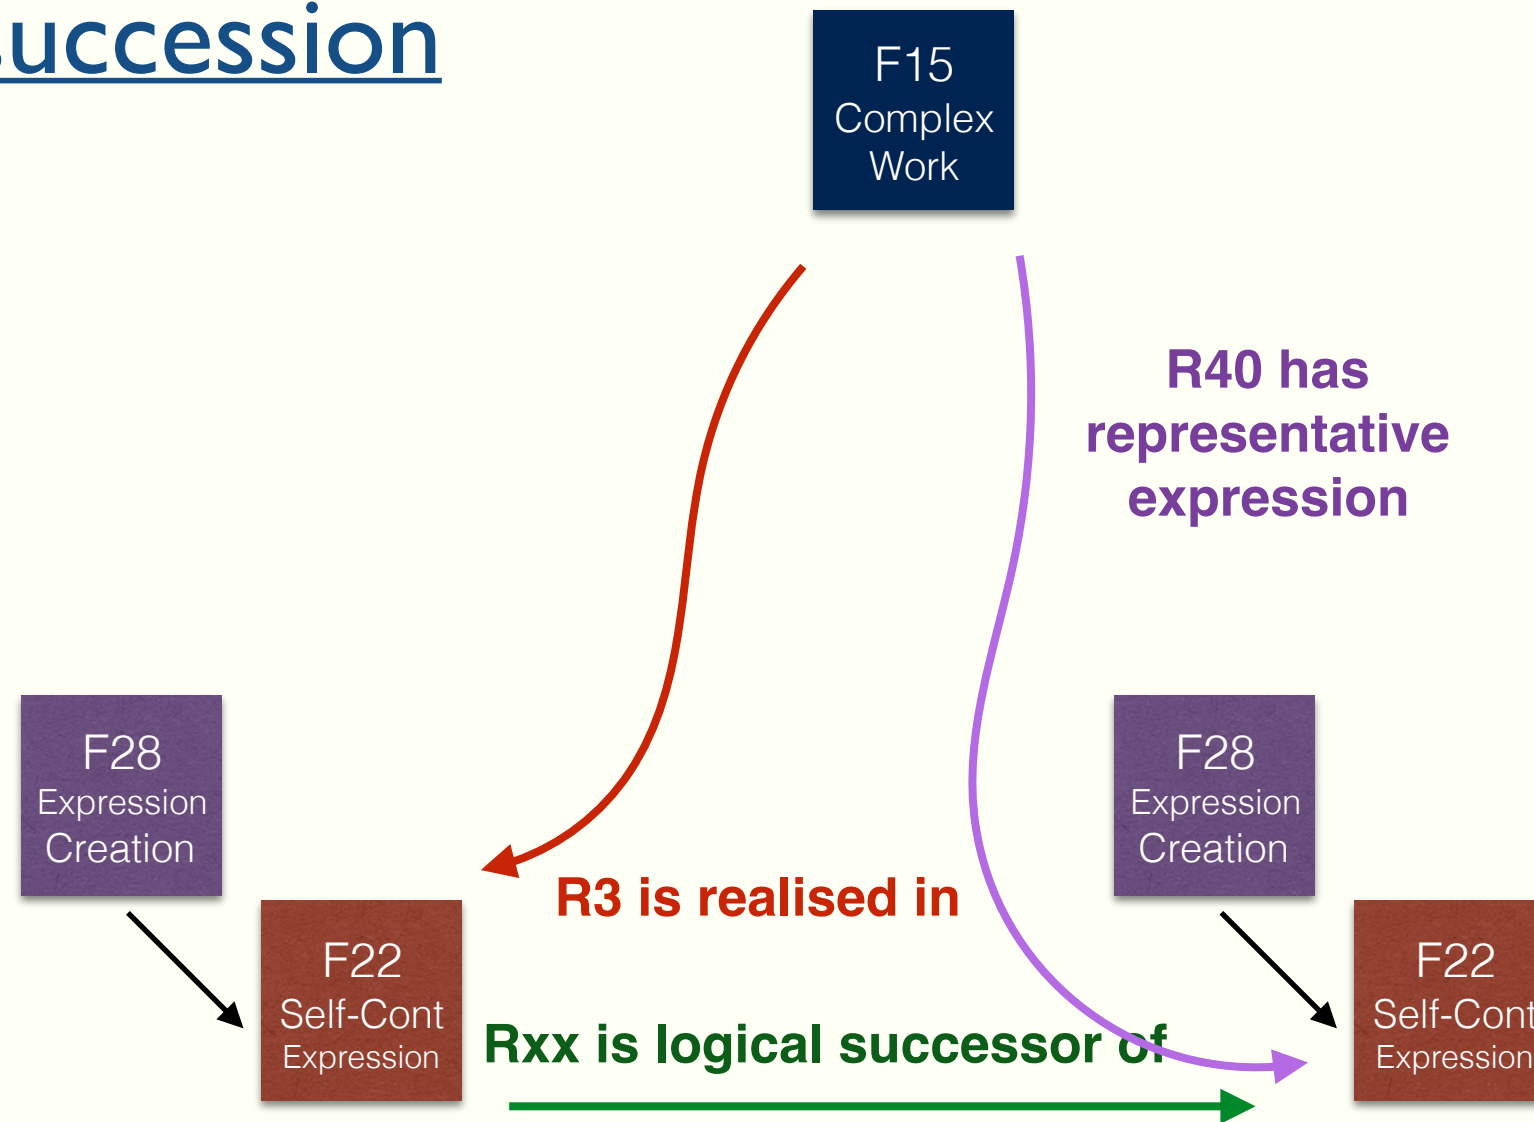 uccession
F15
Complex
Work
R40 has
representative
expression
F28
Expression
Creation
F28
Expression
Creation
R3 is realised in
F22
Self-Cont
Expression
F22
Self-Cont
Expression
Rxx is logical successor of